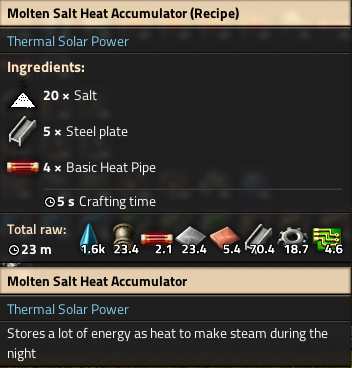 Molten Salt Heat Accumulator (Recipe)
Thermal Solar Power
Ingredients:
20 × Salt
5 × Steel plate
4 × Basic Heat Pipe
5 s Crafting time
Total raw:
23 m 1.6k 23.4 2.1 23.4 5.4 70.4 18.7 4.6
Molten Salt Heat Accumulator
Thermal Solar Power
Stores a lot of energy as heat to make steam during the
night